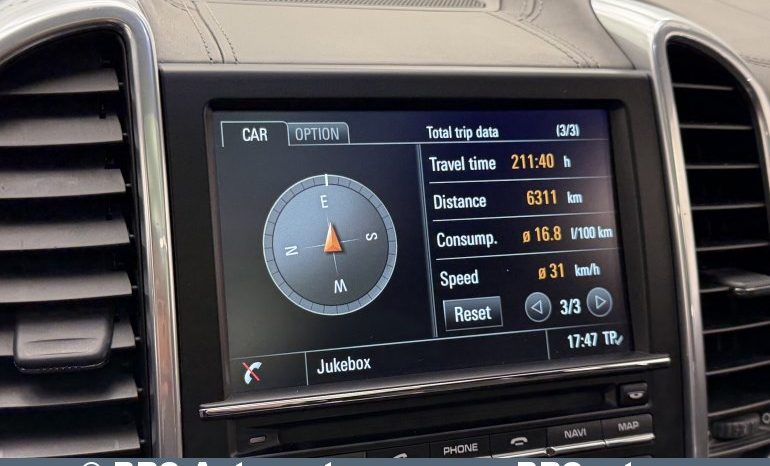 CAR OPTION Total trip data (3/3)
Travel time 211:40 h
Distance 6311 km
Consump. ø 16.8 l/100 km
Speed ø 31 km/h
Reset 3/3
E
N S
W
17:47 TP
Jukebox
PHONE NAVI MAP